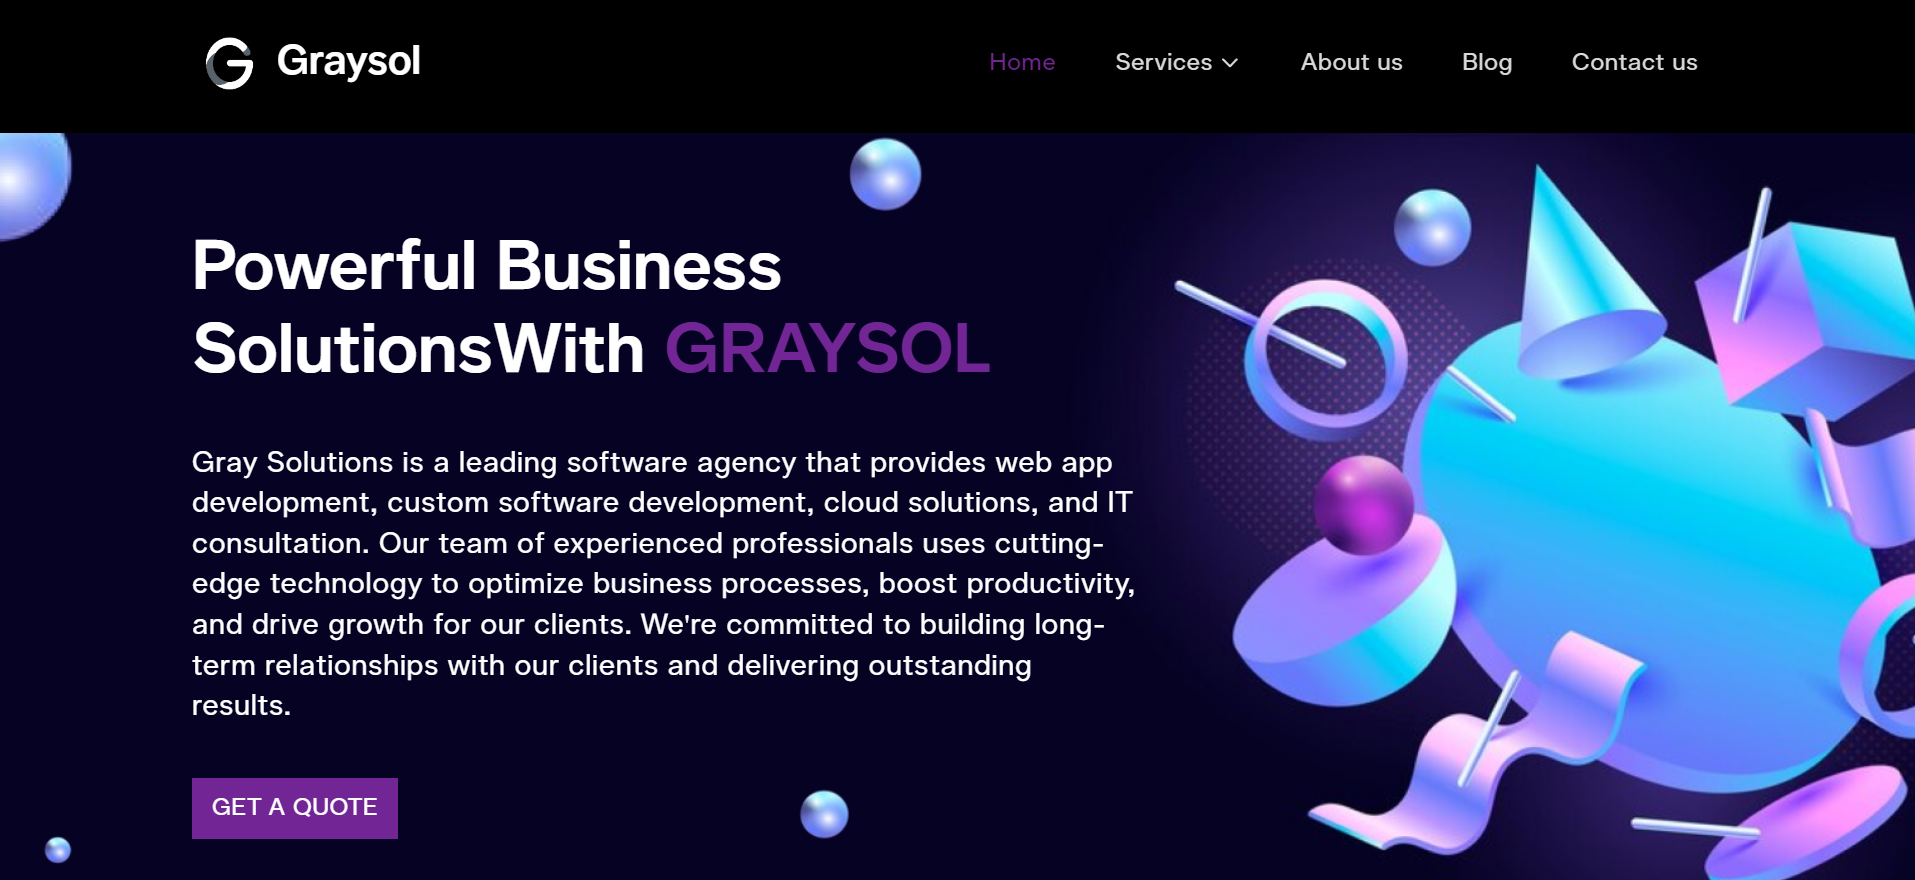 Graysol
Home
Services
About us
Blog
Contact us
Powerful Business
SolutionsWith GRAYSOL
Gray Solutions is a leading software agency that provides web app
development, custom software development, cloud solutions, and IT
consultation. Our team of experienced professionals uses cutting-
edge technology to optimize business processes, boost productivity,
and drive growth for our clients. We're committed to building long-
term relationships with our clients and delivering outstanding
results.
GET A QUOTE